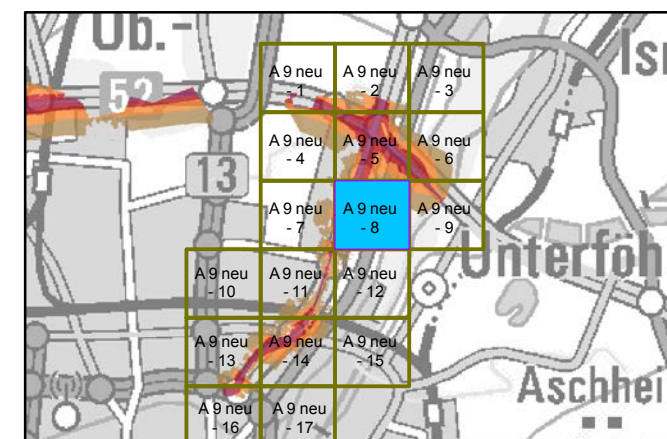 Ob.-
Isr
52
13
A 9 neu
- 1
A 9 neu
- 2
A 9 neu
- 3
A 9 neu
- 4
A 9 neu
- 5
A 9 neu
- 6
A 9 neu
- 7
A 9 neu
- 8
A 9 neu
- 9
Unterföh
A 9 neu
- 10
A 9 neu
- 11
A 9 neu
- 12
A 9 neu
- 13
A 9 neu
- 14
A 9 neu
- 15
Aschhei
A 9 neu
- 16
A 9 neu
- 17